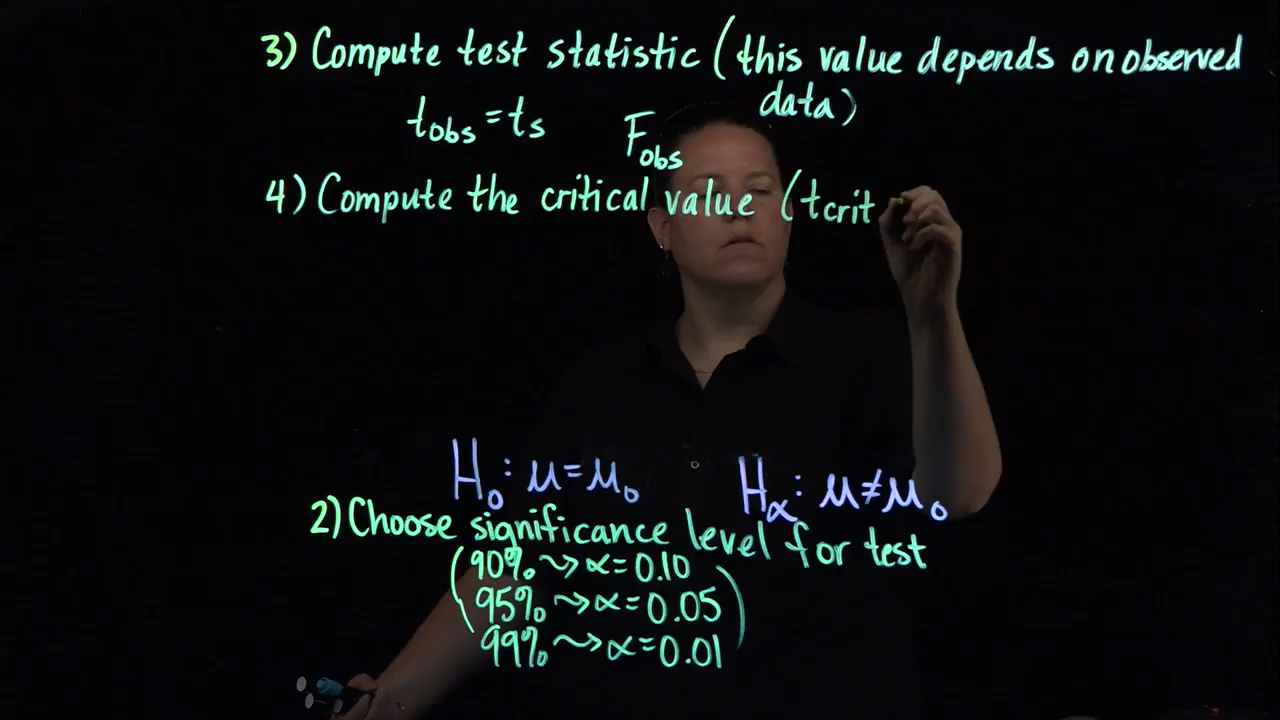 3) Compute test statistic (this value depends on observed
data)
tobs = ts Fobs
4) Compute the critical value (tcrit
H0: μ = μ0 Hα: μ ≠ μ0
2) Choose significance level for test
(90% ⤳ α = 0.10
95% ⤳ α = 0.05
99% ⤳ α = 0.01)